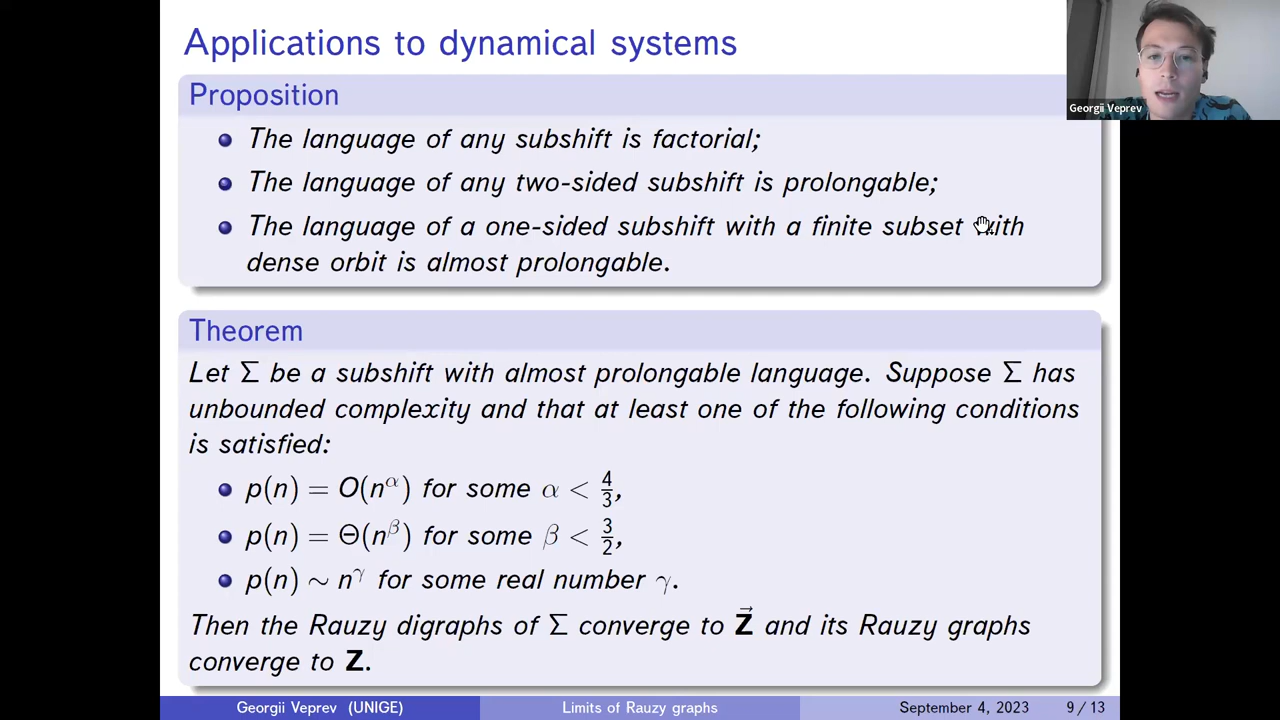 Applications to dynamical systems
Georgii Veprev
Proposition
The language of any subshift is factorial;
The language of any two-sided subshift is prolongable;
The language of a one-sided subshift with a finite subset with
dense orbit is almost prolongable.
Theorem
Let Σ be a subshift with almost prolongable language. Suppose Σ has
unbounded complexity and that at least one of the following conditions
is satisfied:
p(n) = O(n^α) for some α < 4/3,
p(n) = Θ(n^β) for some β < 3/2,
p(n) ∼ n^γ for some real number γ.
Then the Rauzy digraphs of Σ converge to Z⃗ and its Rauzy graphs
converge to Z.
Georgii Veprev (UNIGE) Limits of Rauzy graphs September 4, 2023 9 / 13